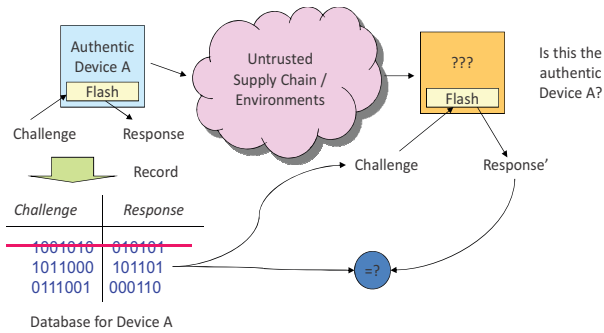 Authentic
Device A
Flash
Challenge
Response
Untrusted
Supply Chain /
Environments
???
Flash
Is this the
authentic
Device A?
Challenge
Response’
Record
Challenge Response
1001010 010101
1011000 101101
0111001 000110
=?
Database for Device A